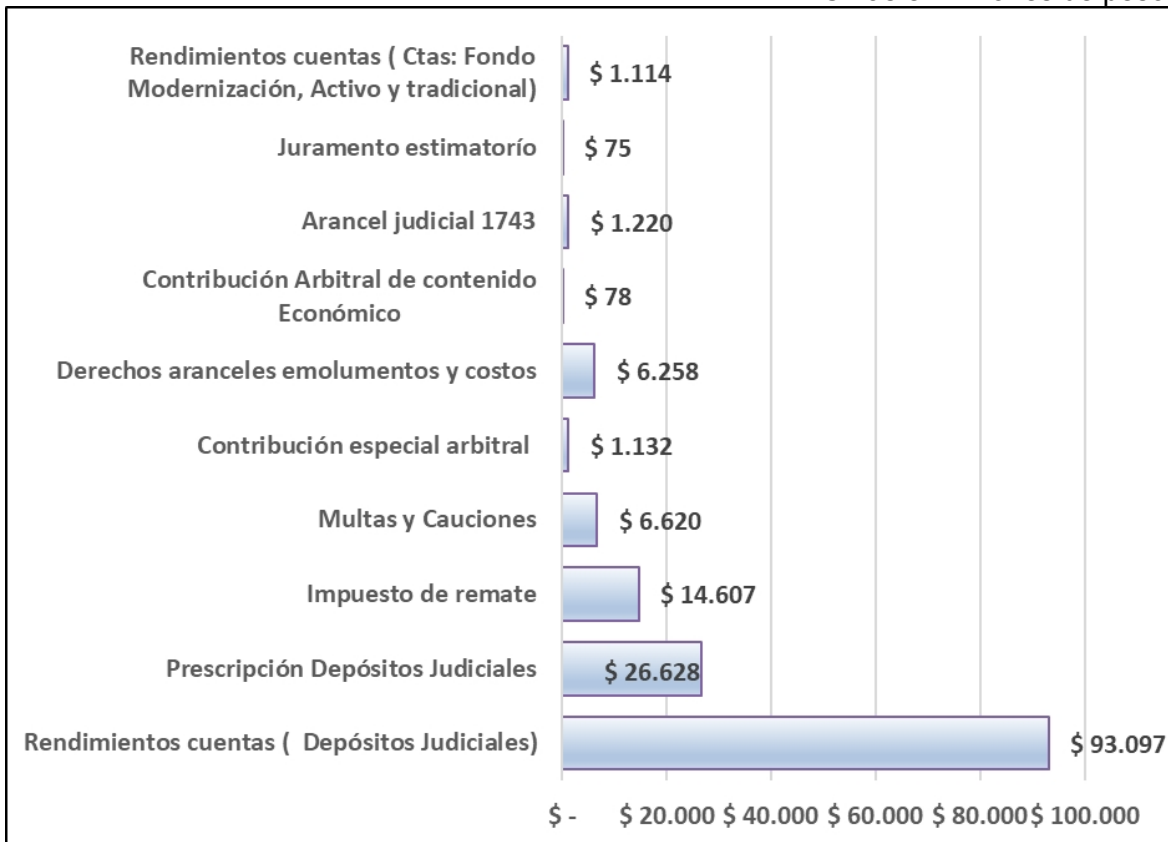 Rendimientos cuentas ( Ctas: Fondo
Modernización, Activo y tradicional)
$ 1.114
Juramento estimatorío
$ 75
Arancel judicial 1743
$ 1.220
Contribución Arbitral de contenido
Económico
$ 78
Derechos aranceles emolumentos y costos
$ 6.258
Contribución especial arbitral
$ 1.132
Multas y Cauciones
$ 6.620
Impuesto de remate
$ 14.607
Prescripción Depósitos Judiciales
$ 26.628
Rendimientos cuentas ( Depósitos Judiciales)
$ 93.097
$ - $ 20.000 $ 40.000 $ 60.000 $ 80.000 $ 100.000